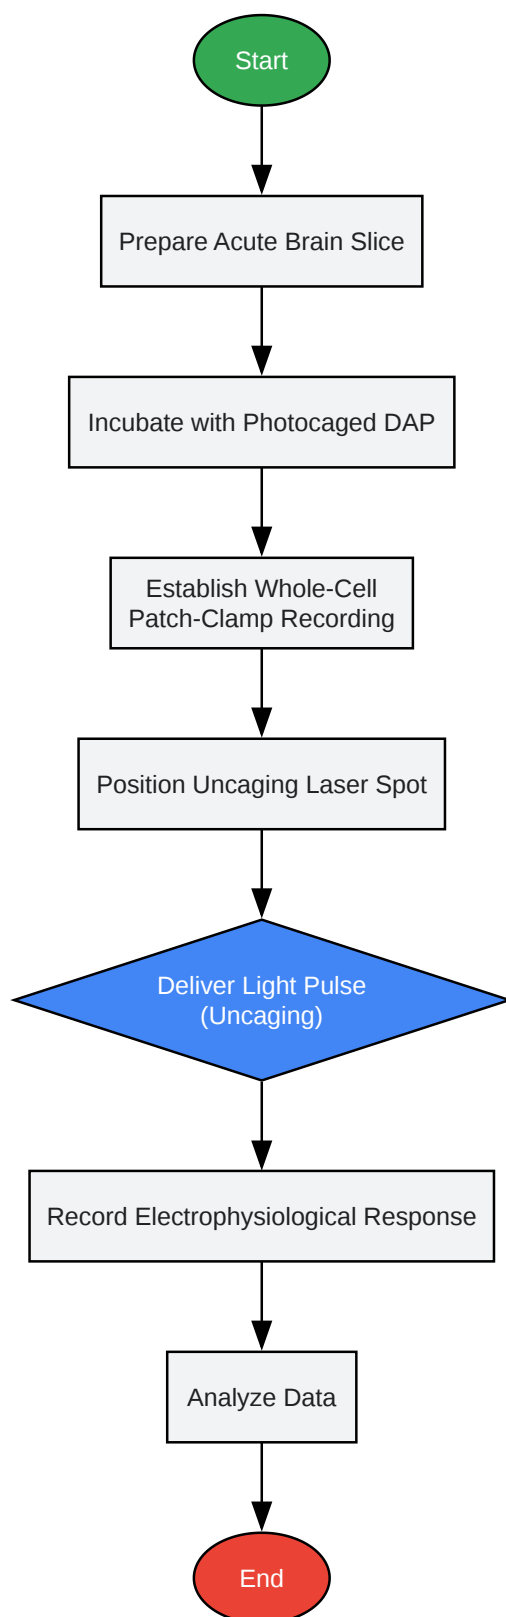 Start
Prepare Acute Brain Slice
Incubate with Photocaged DAP
Establish Whole-Cell
Patch-Clamp Recording
Position Uncaging Laser Spot
Deliver Light Pulse
(Uncaging)
Record Electrophysiological Response
Analyze Data
End